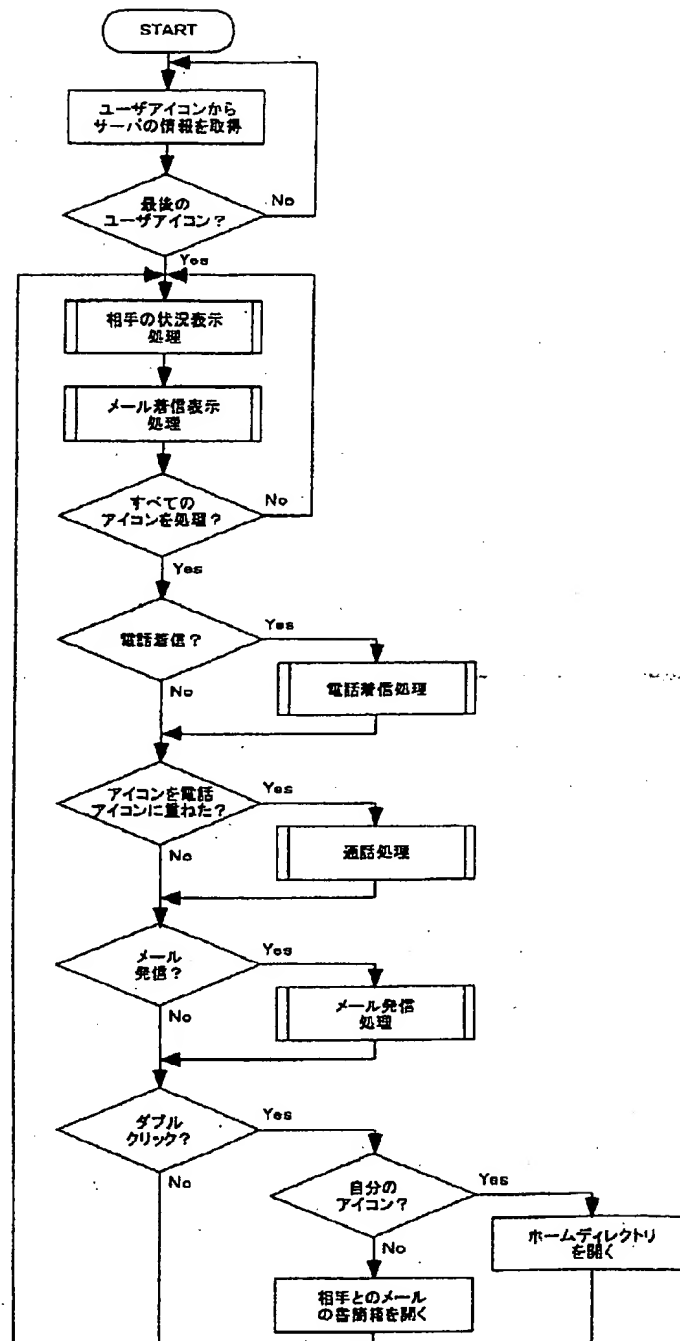 START
ユーザアイコンから
サーバの情報を取得
最後の
ユーザアイコン？
No
Yes
相手の状況表示
処理
メール着信表示
処理
すべての
アイコンを処理？
No
Yes
電話着信？
Yes
No
電話着信処理
アイコンを電話
アイコンに重ねた？
Yes
No
通話処理
メール
発信？
Yes
No
メール発信
処理
ダブル
クリック？
Yes
No
自分の
アイコン？
Yes
No
ホームディレクトリ
を開く
相手とのメール
の書簡箱を開く